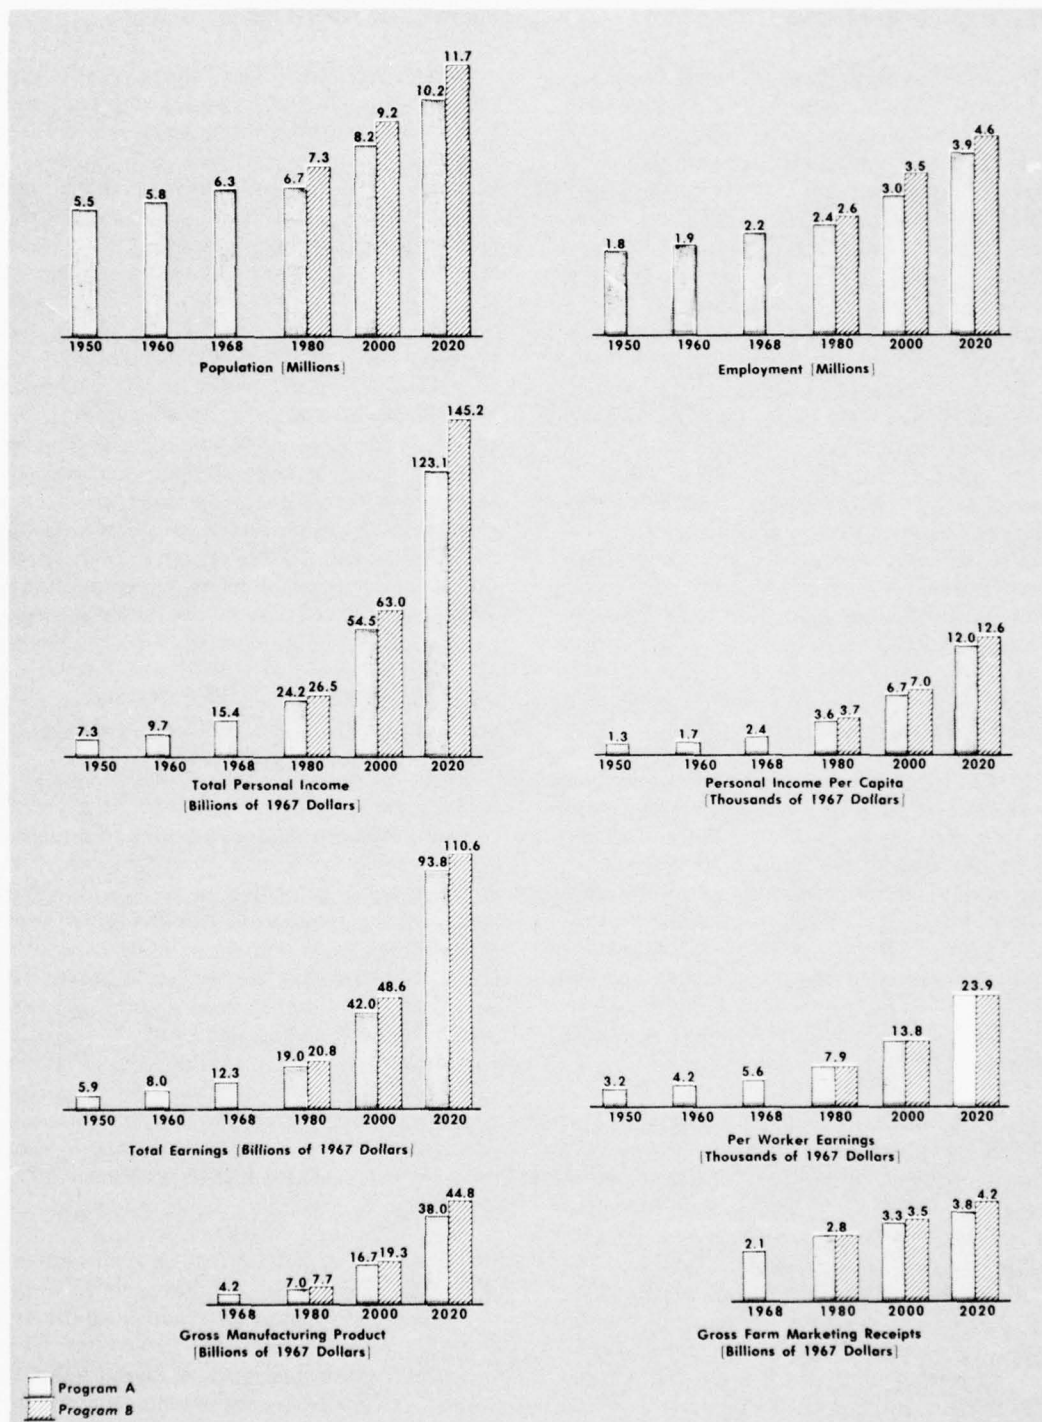 11.7
10.2
9.2
8.2
7.3
6.7
6.3
5.8
5.5
1950 1960 1968 1980 2000 2020
Population [Millions]
4.6
3.9
3.5
3.0
2.6
2.4
2.2
1.9
1.8
1950 1960 1968 1980 2000 2020
Employment [Millions]
145.2
123.1
63.0
54.5
24.2 26.5
15.4
9.7
7.3
1950 1960 1968 1980 2000 2020
Total Personal Income
[Billions of 1967 Dollars]
12.6
12.0
6.7 7.0
3.6 3.7
2.4
1.7
1.3
1950 1960 1968 1980 2000 2020
Personal Income Per Capita
[Thousands of 1967 Dollars]
110.6
93.8
48.6
42.0
19.0 20.8
12.3
8.0
5.9
1950 1960 1968 1980 2000 2020
Total Earnings [Billions of 1967 Dollars]
23.9
13.8
7.9
5.6
4.2
3.2
1950 1960 1968 1980 2000 2020
Per Worker Earnings
[Thousands of 1967 Dollars]
44.8
38.0
16.7 19.3
7.0 7.7
4.2
1968 1980 2000 2020
Gross Manufacturing Product
[Billions of 1967 Dollars]
4.2
3.8
3.3 3.5
2.8
2.1
1968 1980 2000 2020
Gross Farm Marketing Receipts
[Billions of 1967 Dollars]
Program A
Program B